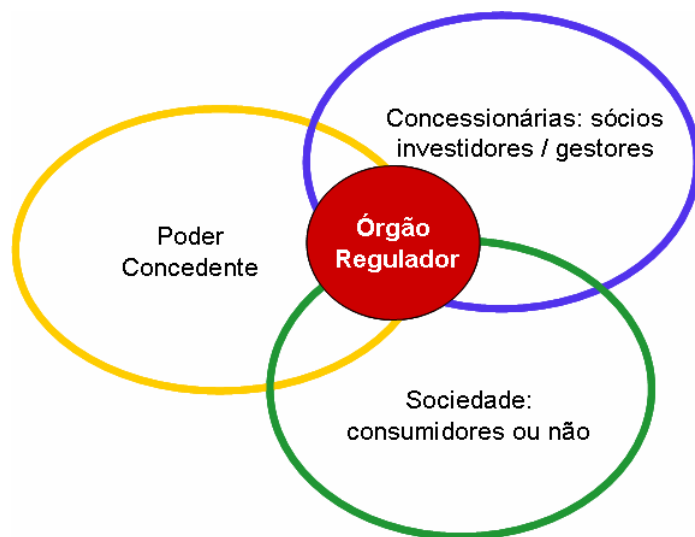 Concessionárias: sócios
investidores / gestores
Poder
Concedente
Órgão
Regulador
Sociedade:
consumidores ou não